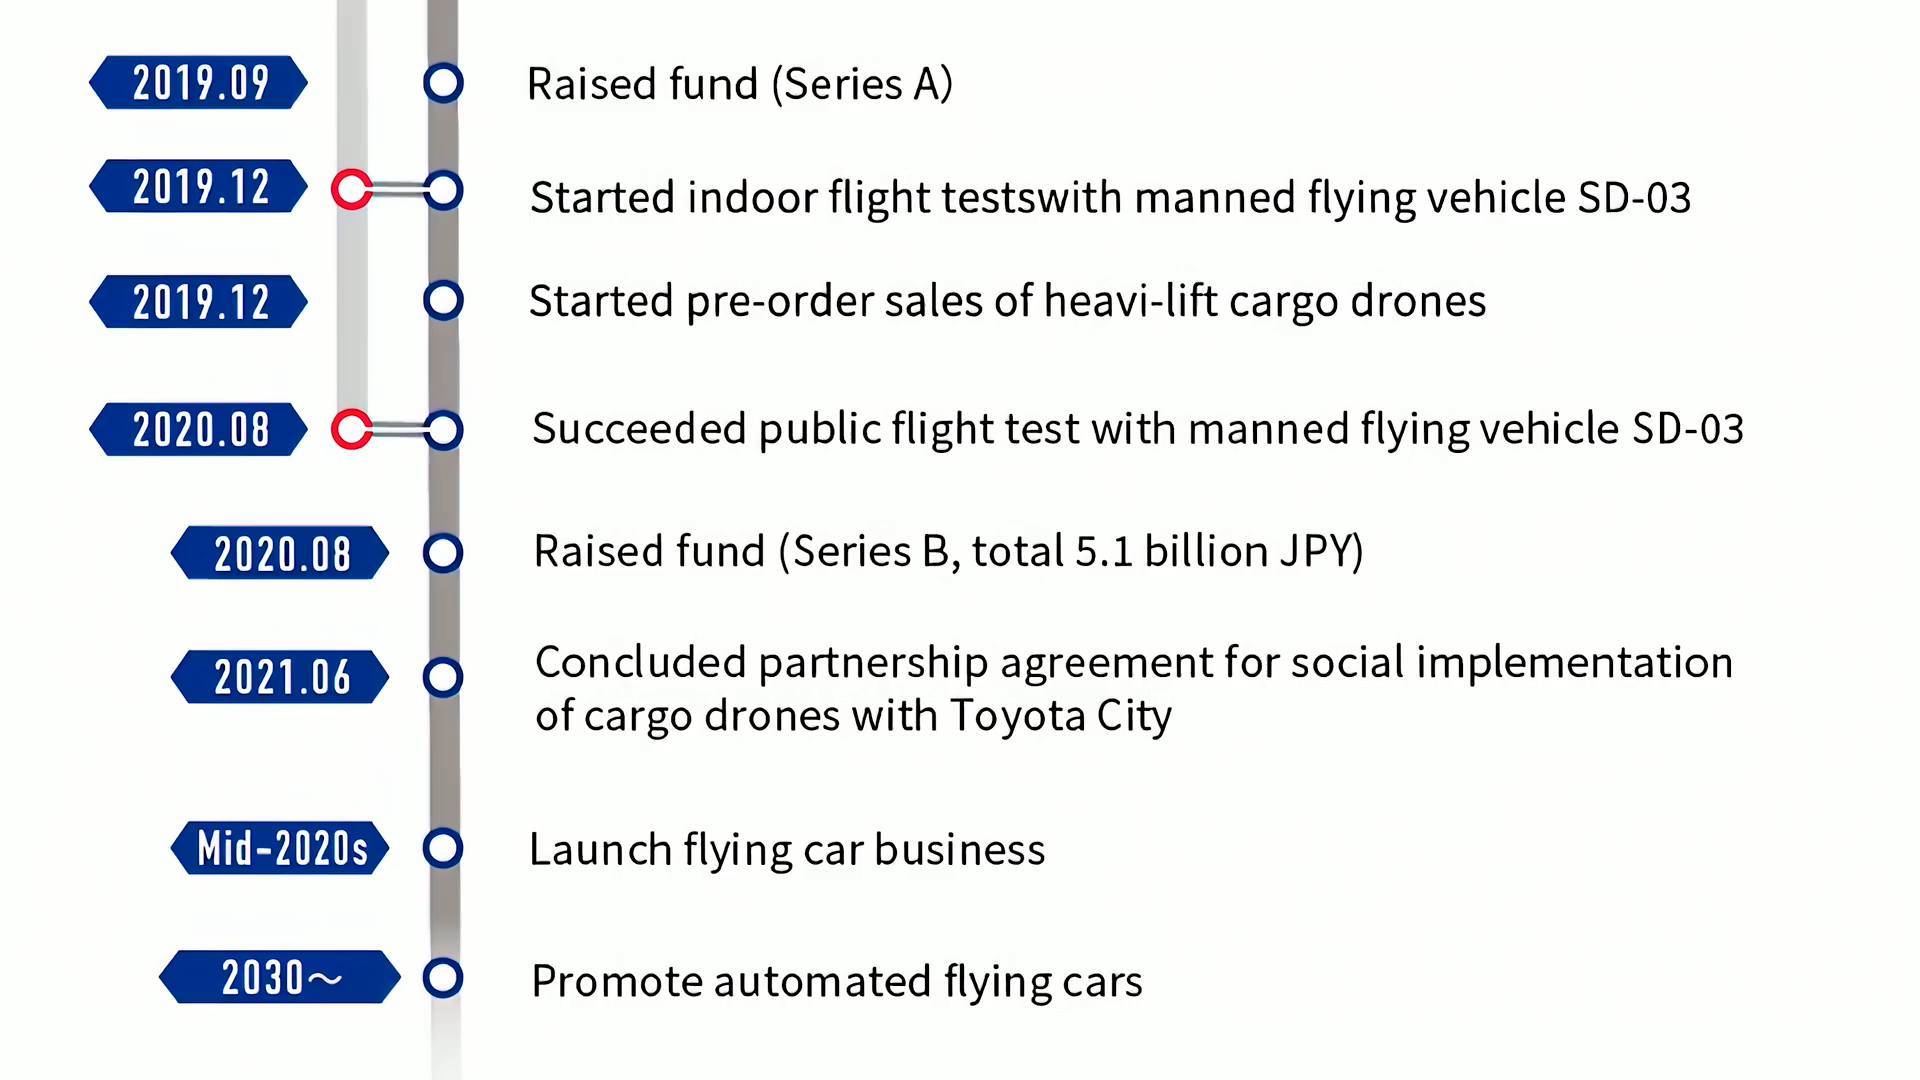 2019.09 Raised fund (Series A)
2019.12 Started indoor flight testswith manned flying vehicle SD-03
2019.12 Started pre-order sales of heavi-lift cargo drones
2020.08 Succeeded public flight test with manned flying vehicle SD-03
2020.08 Raised fund (Series B, total 5.1 billion JPY)
2021.06 Concluded partnership agreement for social implementation
of cargo drones with Toyota City
Mid-2020s Launch flying car business
2030～ Promote automated flying cars